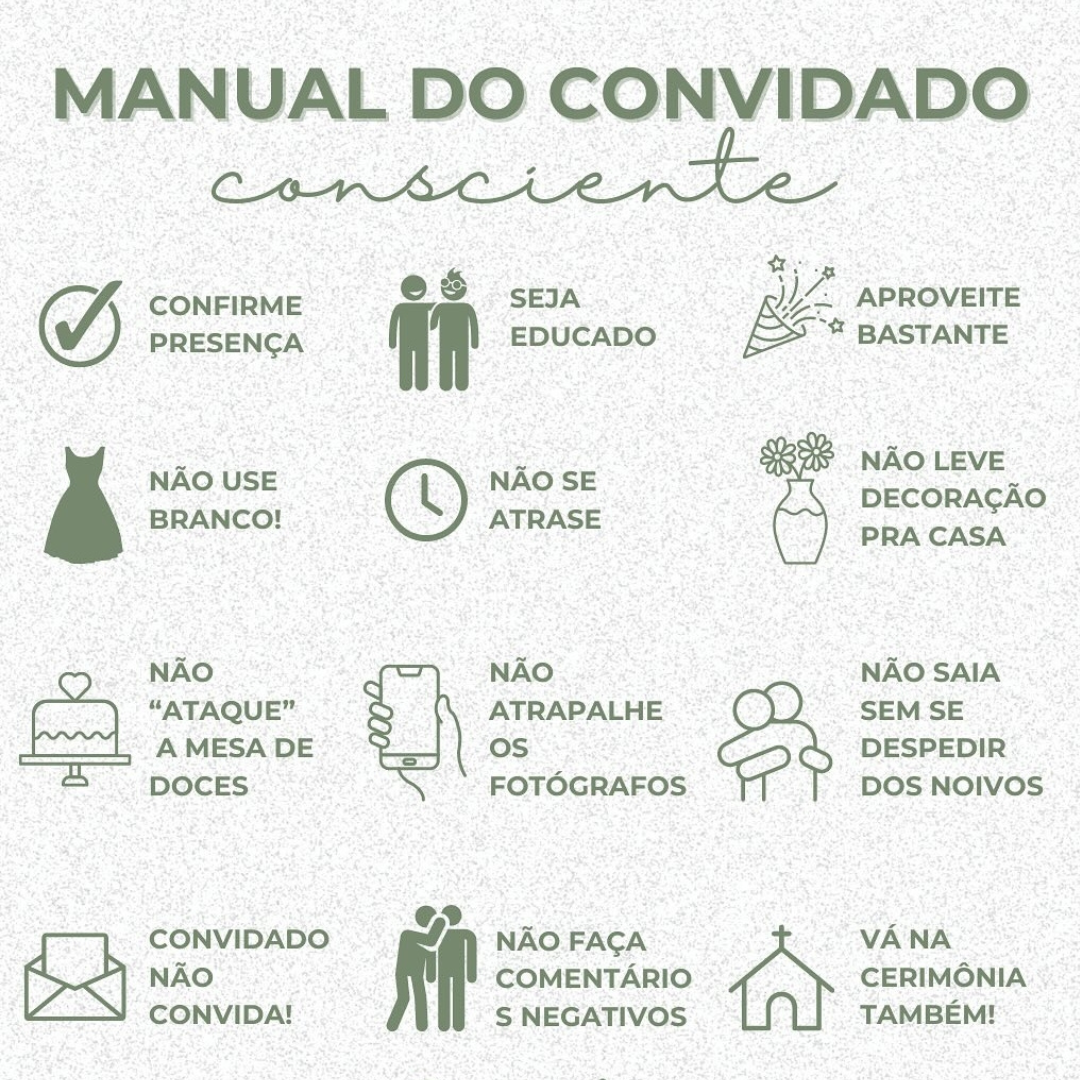 MANUAL DO CONVIDADO
consciente
CONFIRME
PRESENÇA
SEJA
EDUCADO
APROVEITE
BASTANTE
NÃO USE
BRANCO!
NÃO SE
ATRASE
NÃO LEVE
DECORAÇÃO
PRA CASA
NÃO
“ATAQUE”
A MESA DE
DOCES
NÃO
ATRAPALHE
OS
FOTÓGRAFOS
NÃO SAIA
SEM SE
DESPEDIR
DOS NOIVOS
CONVIDADO
NÃO
CONVIDA!
NÃO FAÇA
COMENTÁRIO
S NEGATIVOS
VÁ NA
CERIMÔNIA
TAMBÉM!